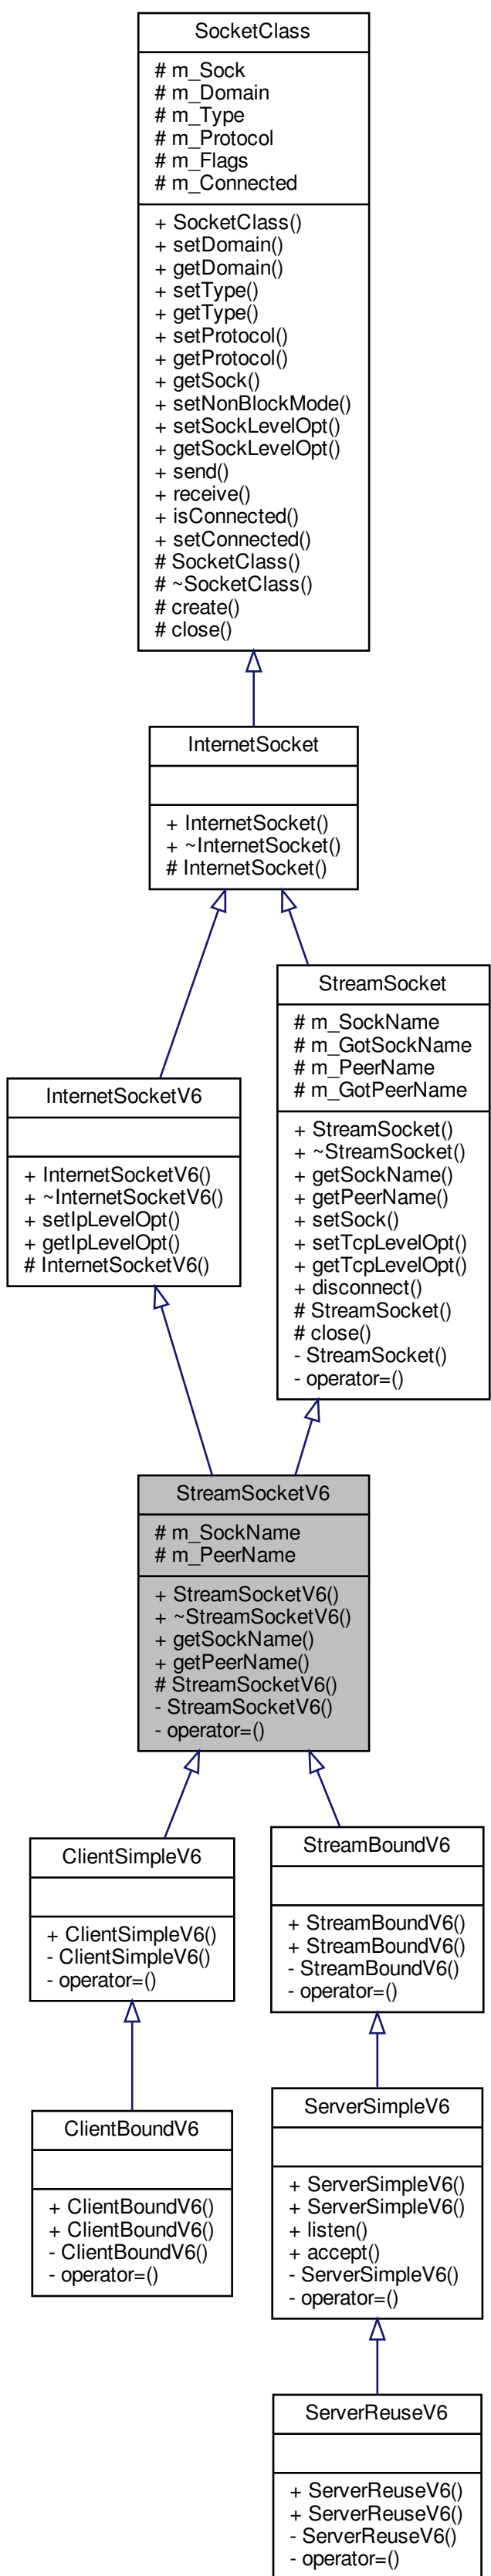 SocketClass
# m_Sock
# m_Domain
# m_Type
# m_Protocol
# m_Flags
# m_Connected
+ SocketClass()
+ setDomain()
+ getDomain()
+ setType()
+ getType()
+ setProtocol()
+ getProtocol()
+ getSock()
+ setNonBlockMode()
+ setSockLevelOpt()
+ getSockLevelOpt()
+ send()
+ receive()
+ isConnected()
+ setConnected()
# SocketClass()
# ~SocketClass()
# create()
# close()
InternetSocket
+ InternetSocket()
+ ~InternetSocket()
# InternetSocket()
StreamSocket
# m_SockName
# m_GotSockName
# m_PeerName
# m_GotPeerName
+ StreamSocket()
+ ~StreamSocket()
+ getSockName()
+ getPeerName()
+ setSock()
+ setTcpLevelOpt()
+ getTcpLevelOpt()
+ disconnect()
# StreamSocket()
# close()
- StreamSocket()
- operator=()
InternetSocketV6
+ InternetSocketV6()
+ ~InternetSocketV6()
+ setIpLevelOpt()
+ getIpLevelOpt()
# InternetSocketV6()
StreamSocketV6
# m_SockName
# m_PeerName
+ StreamSocketV6()
+ ~StreamSocketV6()
+ getSockName()
+ getPeerName()
# StreamSocketV6()
- StreamSocketV6()
- operator=()
ClientSimpleV6
+ ClientSimpleV6()
- ClientSimpleV6()
- operator=()
StreamBoundV6
+ StreamBoundV6()
+ StreamBoundV6()
- StreamBoundV6()
- operator=()
ClientBoundV6
+ ClientBoundV6()
+ ClientBoundV6()
- ClientBoundV6()
- operator=()
ServerSimpleV6
+ ServerSimpleV6()
+ ServerSimpleV6()
+ listen()
+ accept()
- ServerSimpleV6()
- operator=()
ServerReuseV6
+ ServerReuseV6()
+ ServerReuseV6()
- ServerReuseV6()
- operator=()